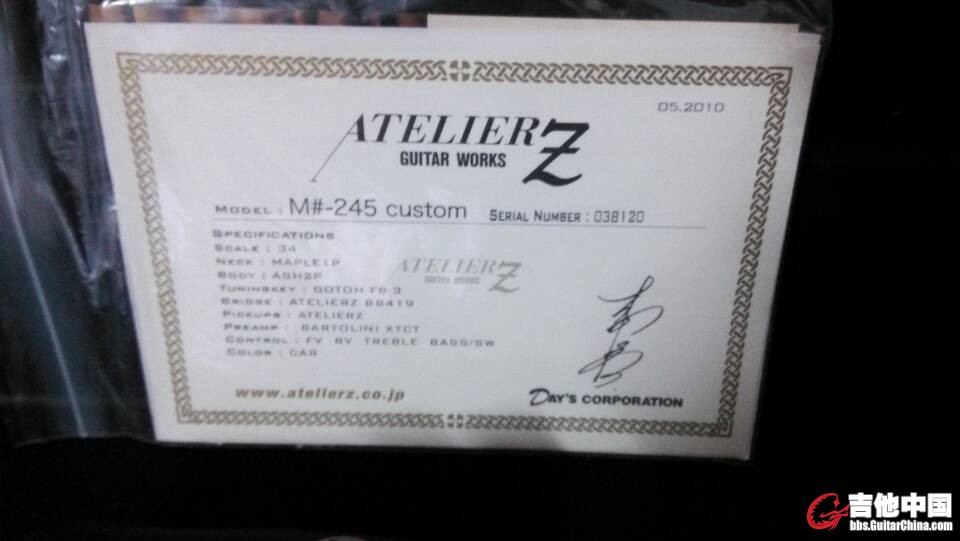 05.2010
ATELIER Z
GUITAR WORKS
MODEL : M#-245 custom SERIAL NUMBER : 038120
SPECIFICATIONS
SCALE : 34
NECK : MAPLE1P
BODY : ASH2P
TUNINGKEY : GOTOH FB-3
BRIDGE : ATELIERZ BB419
PICKUPS : ATELIERZ
PREAMP : BARTOLINI XTCT
CONTROL : FV RV TREBLE BASS/SW
COLOR : CAR
ATELIER Z
GUITAR WORKS
www.atelierz.co.jp
DAY'S CORPORATION
吉他中国
bbs.GuitarChina.com